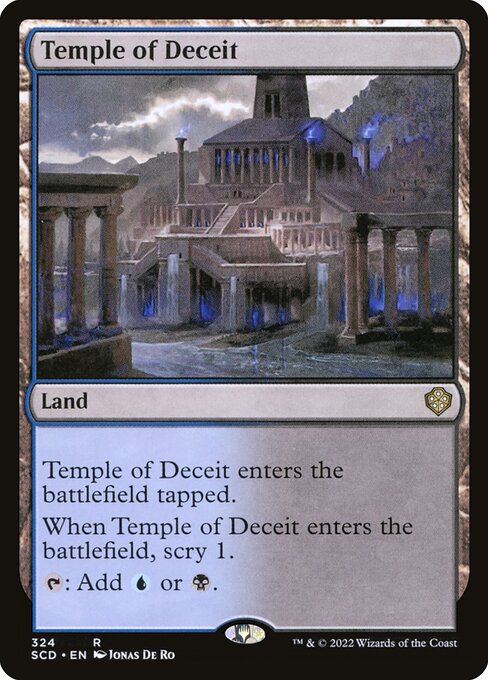 Temple of Deceit
Land
Temple of Deceit enters the
battlefield tapped.
When Temple of Deceit enters the
battlefield, scry 1.
: Add or .
324 R
SCD • EN Jonas De Ro
™ & © 2022 Wizards of the Coast